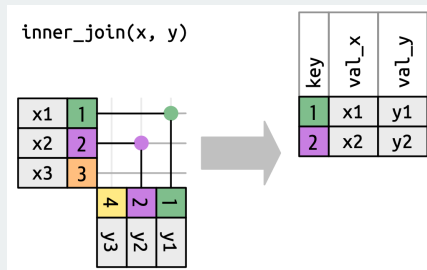 inner_join(x, y)
key val_x val_y
x1 1
x2 2
x3 3
4 2 1
y3 y2 y1
1 x1 y1
2 x2 y2